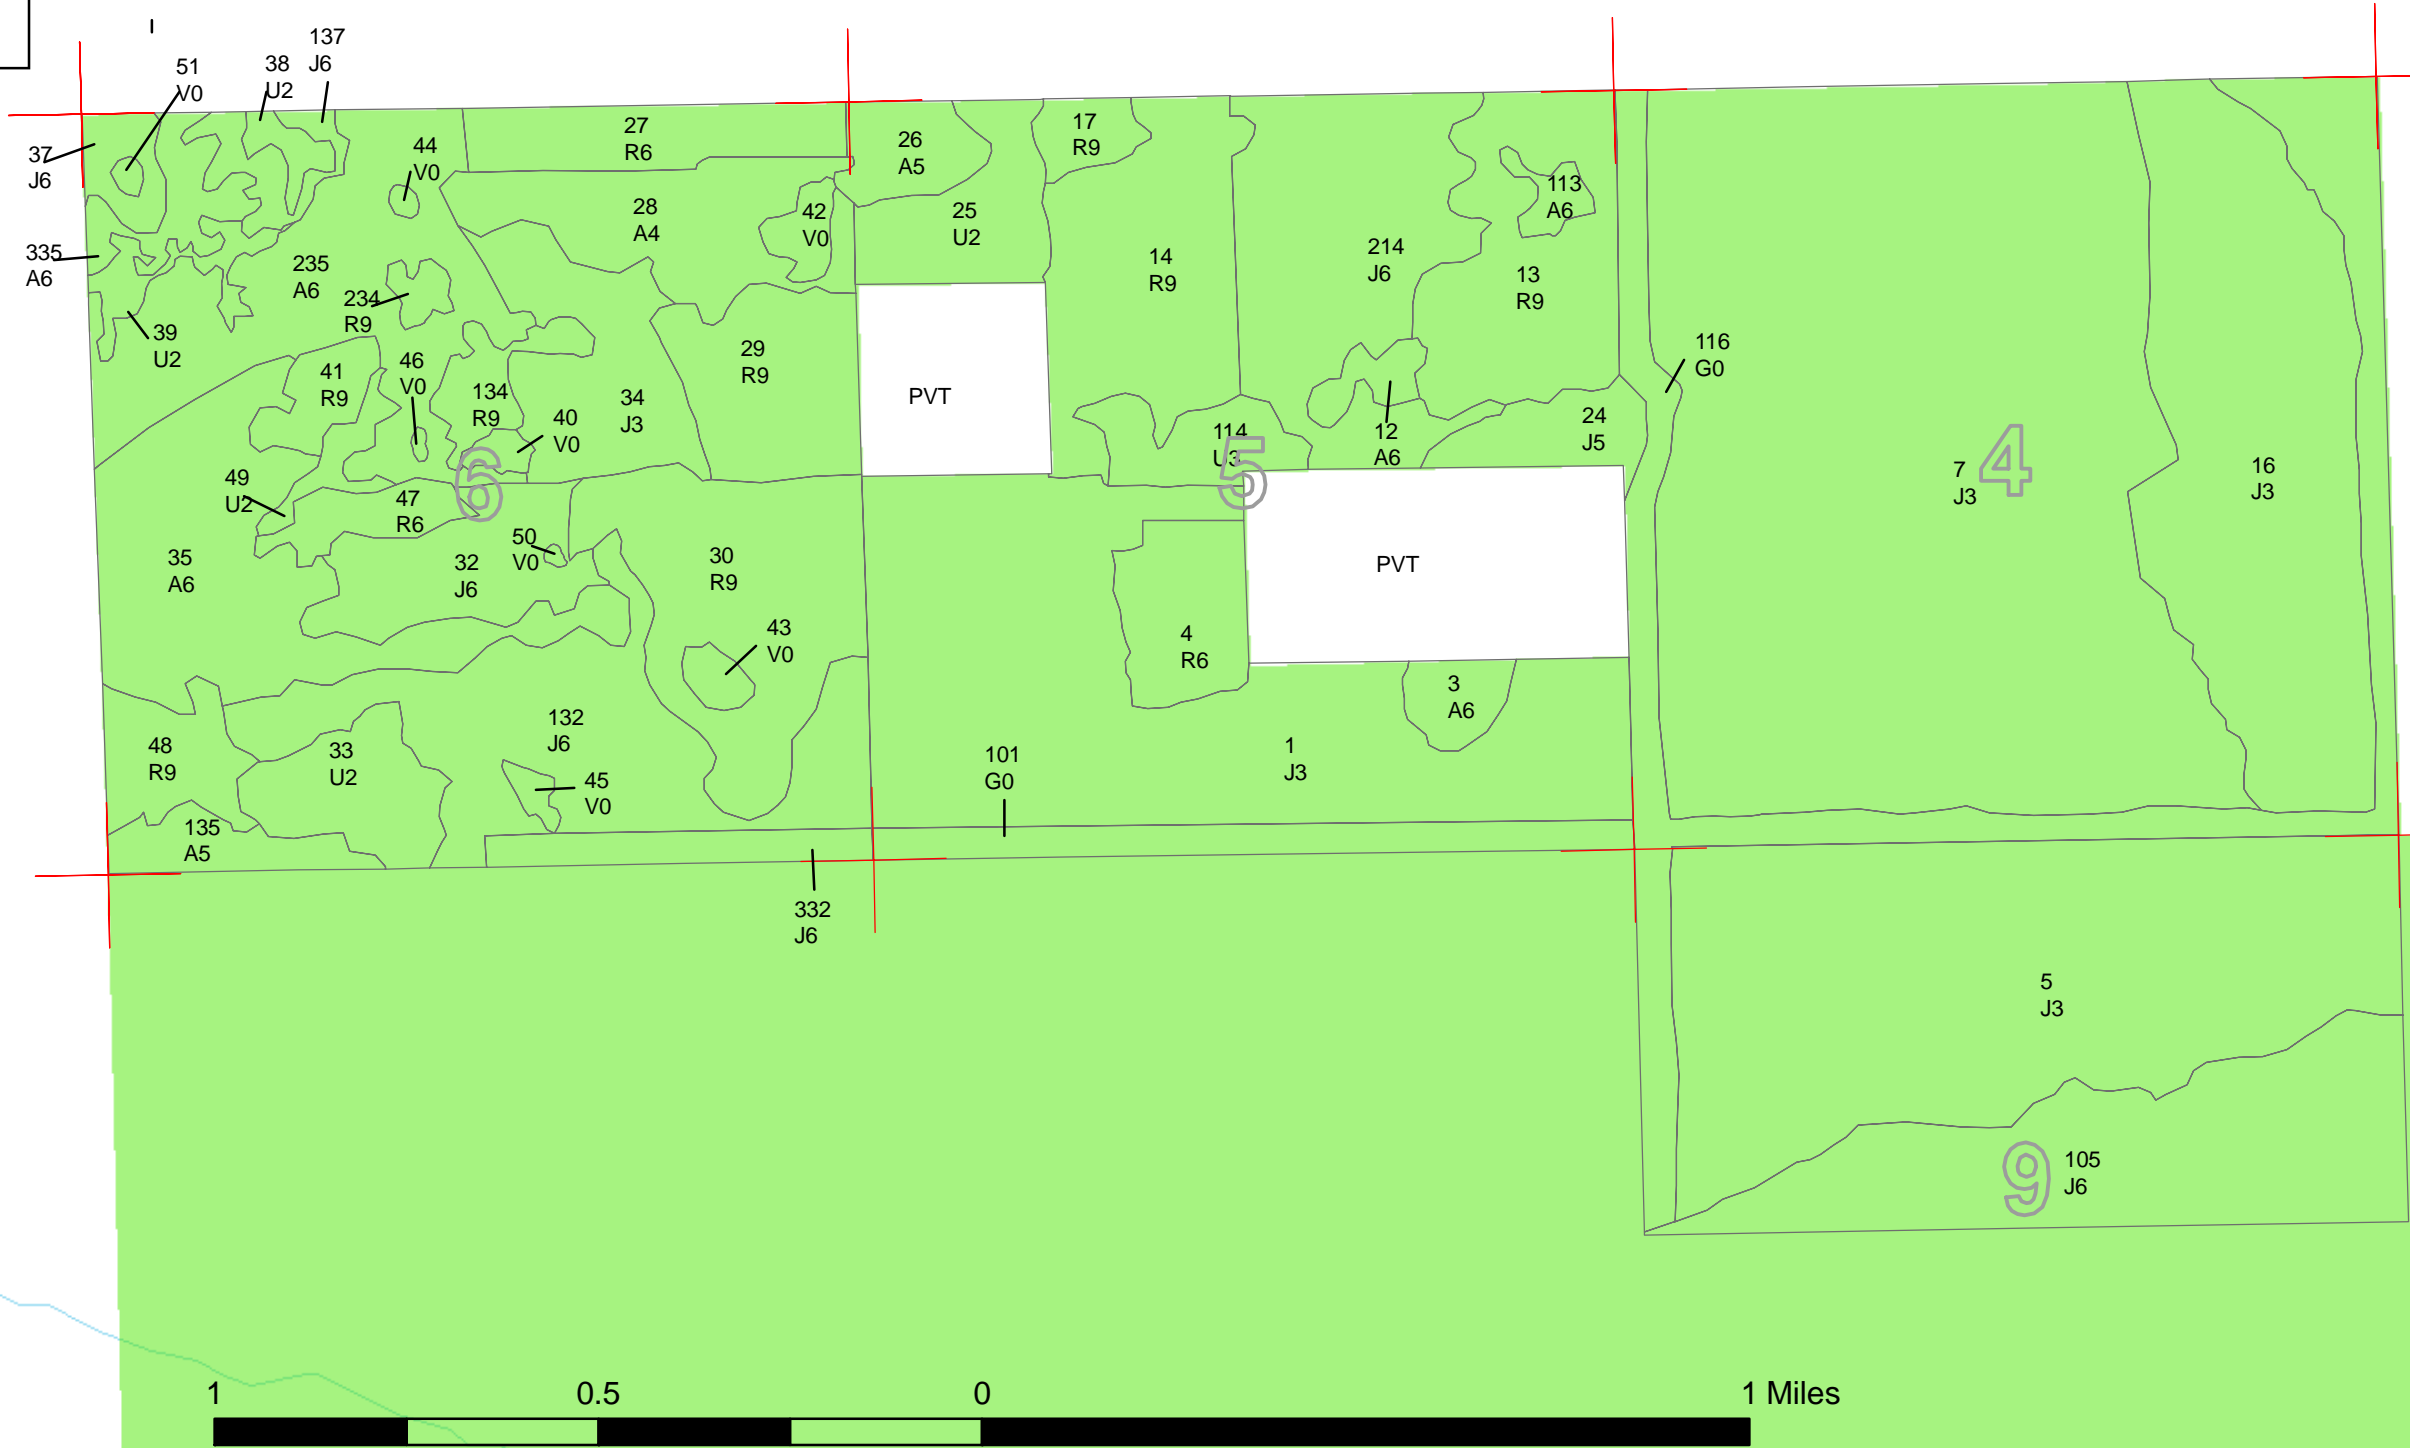 137
J6
38
U2
51
V0
37
J6
44
V0
27
R6
26
A5
17
R9
113
A6
28
A4
42
V0
25
U2
335
A6
235
A6
234
R9
214
J6
14
R9
13
R9
39
U2
41
R9
46
V0
134
R9
40
V0
34
J3
29
R9
PVT
116
G0
12
A6
24
J5
114
U3
5
7
J3
4
16
J3
49
U2
47
R6
6
50
V0
35
A6
32
J6
30
R9
PVT
43
V0
4
R6
3
A6
48
R9
33
U2
132
J6
45
V0
101
G0
1
J3
135
A5
332
J6
5
J3
9
105
J6
1 0.5 0 1 Miles